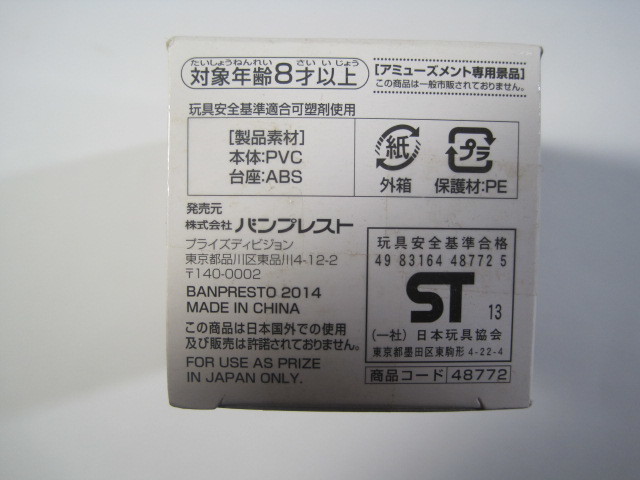 たいしょうねんれい さい いじょう
対象年齢8才以上
[アミューズメント専用景品]
この商品は一般市販されておりません。
玩具安全基準適合可塑剤使用
[製品素材]
本体:PVC
台座:ABS
紙
外箱
プラ
保護材:PE
発売元
株式会社 バンプレスト
プライズディビジョン
東京都品川区東品川4-12-2
〒140-0002
BANPRESTO 2014
MADE IN CHINA
この商品は日本国外での使用
及び販売は許諾されておりません。
FOR USE AS PRIZE
IN JAPAN ONLY.
玩具安全基準合格
49 83164 48772 5
ST 13
(一社) 日本玩具協会
東京都墨田区東駒形 4-22-4
商品コード 48772